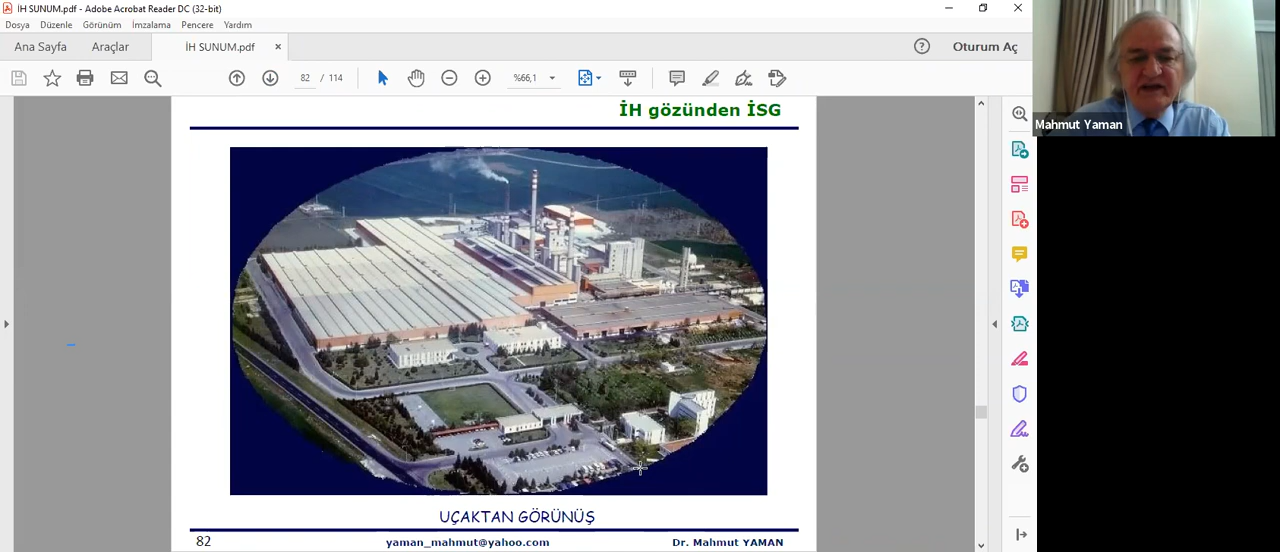 İH SUNUM.pdf - Adobe Acrobat Reader DC (32-bit)
Dosya Düzenle Görünüm İmzalama Pencere Yardım
Ana Sayfa Araçlar İH SUNUM.pdf × Oturum Aç
82 / 114 %66,1
Mahmut Yaman
İH gözünden İSG
UÇAKTAN GÖRÜNÜŞ
82 yaman_mahmut@yahoo.com Dr. Mahmut YAMAN